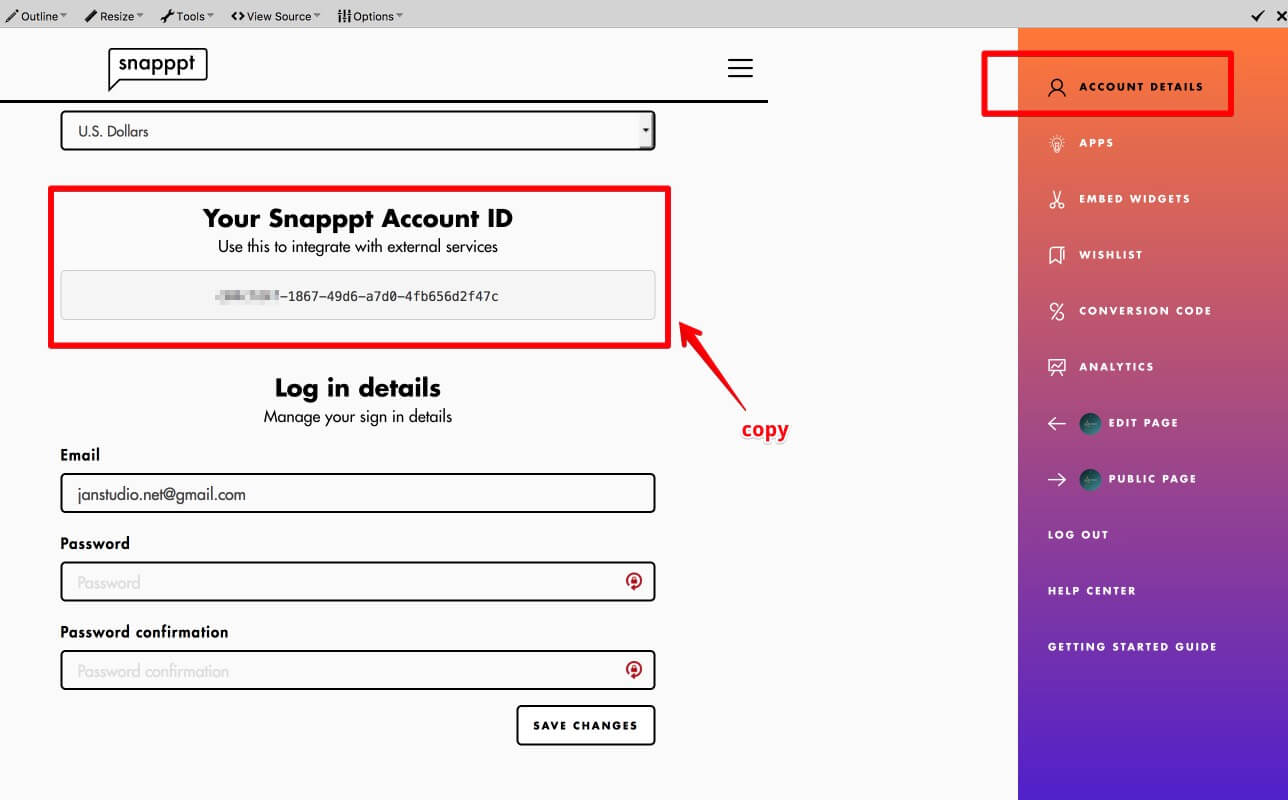 Outline
Resize
Tools
View Source
Options
snapppt
U.S. Dollars
Your Snapppt Account ID
Use this to integrate with external services
-1867-49d6-a7d0-4fb656d2f47c
copy
Log in details
Manage your sign in details
Email
janstudio.net@gmail.com
Password
Password
Password confirmation
Password confirmation
SAVE CHANGES
ACCOUNT DETAILS
APPS
EMBED WIDGETS
WISHLIST
CONVERSION CODE
ANALYTICS
EDIT PAGE
PUBLIC PAGE
LOG OUT
HELP CENTER
GETTING STARTED GUIDE